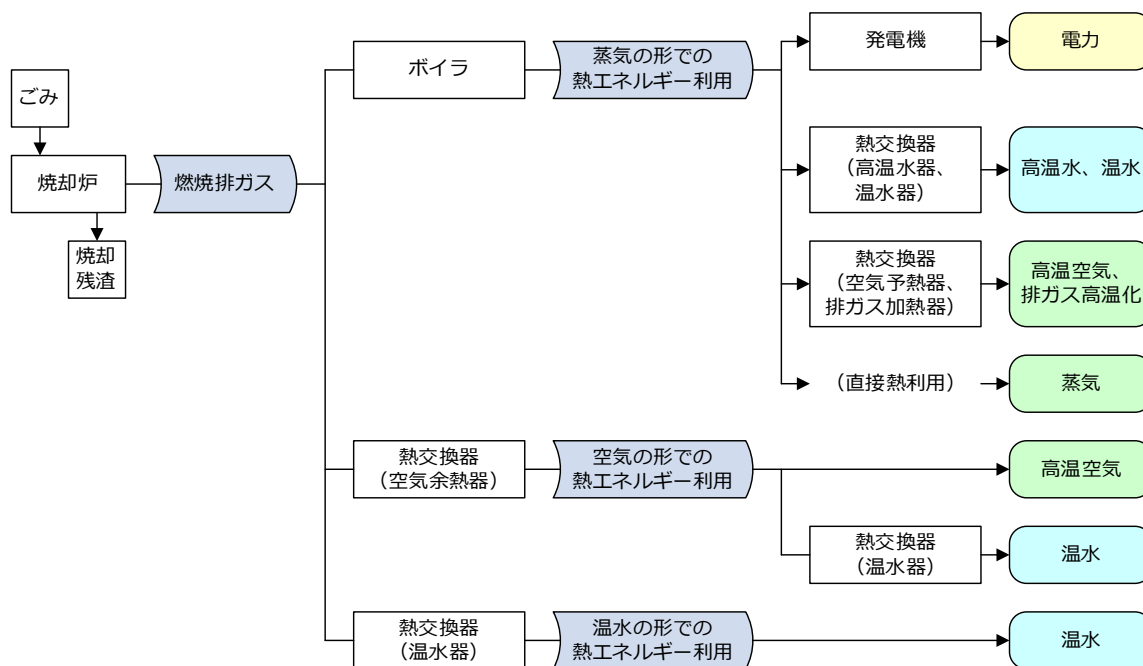 ごみ
焼却炉
焼却
残渣
燃焼排ガス
ボイラ
蒸気の形での
熱エネルギー利用
発電機
電力
熱交換器
（高温水器、
温水器）
高温水、温水
熱交換器
（空気予熱器、
排ガス加熱器）
高温空気、
排ガス高温化
（直接熱利用）
蒸気
熱交換器
（空気余熱器）
空気の形での
熱エネルギー利用
高温空気
熱交換器
（温水器）
温水
熱交換器
（温水器）
温水の形での
熱エネルギー利用
温水